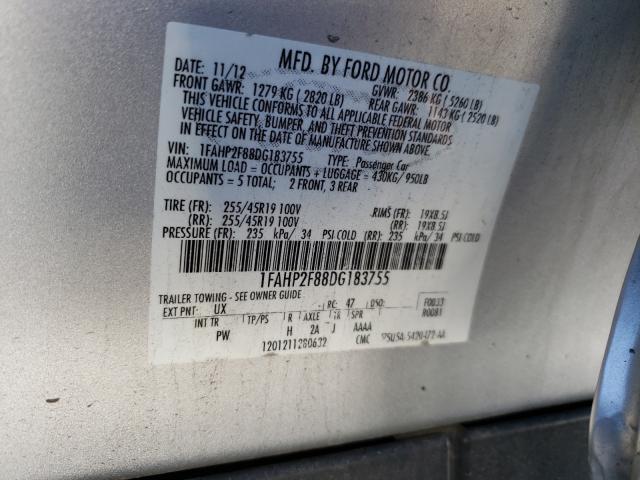 MFD. BY FORD MOTOR CO.
DATE: 11/12 GVWR: 2386 KG ( 5260 LB)
FRONT GAWR: 1279 KG ( 2820 LB) REAR GAWR: 1143 KG ( 2520 LB)
THIS VEHICLE CONFORMS TO ALL APPLICABLE FEDERAL MOTOR
VEHICLE SAFETY, BUMPER, AND THEFT PREVENTION STANDARDS
IN EFFECT ON THE DATE OF MANUFACTURE SHOWN ABOVE.
VIN: 1FAHP2F88DG183755 TYPE: Passenger Car
MAXIMUM LOAD = OCCUPANTS + LUGGAGE = 430KG/ 950LB
OCCUPANTS = 5 TOTAL; 2 FRONT, 3 REAR
TIRE (FR): 255/45R19 100V RIMS (FR): 19X8.5J
(RR): 255/45R19 100V (RR): 19X8.5J
PRESSURE (FR): 235 kPa/ 34 PSI COLD (RR): 235 kPa/ 34 PSI COLD
1FAHP2F88DG183755
TRAILER TOWING - SEE OWNER GUIDE
EXT PNT: UX RC: 47 DSO: F0033
R0081
INT TR TP/PS R AXLE TR SPR
PW H 2A J AAAA
1201211280632 CMC